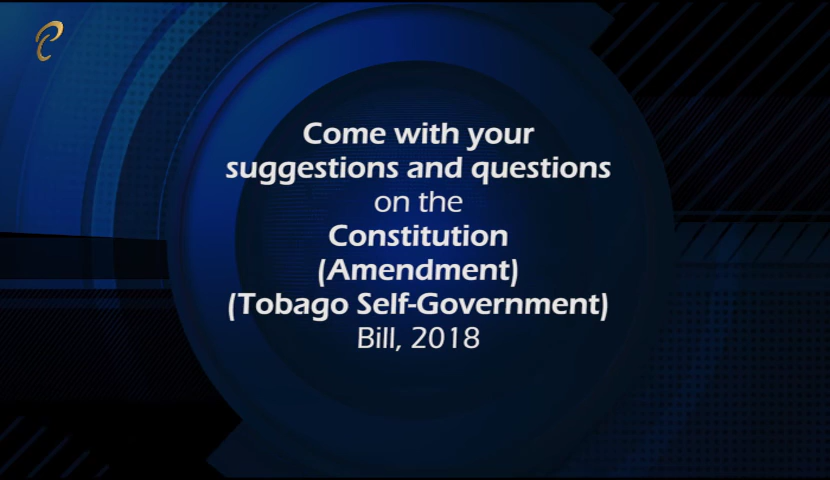 Come with your
suggestions and questions
on the
Constitution
(Amendment)
(Tobago Self-Government)
Bill, 2018